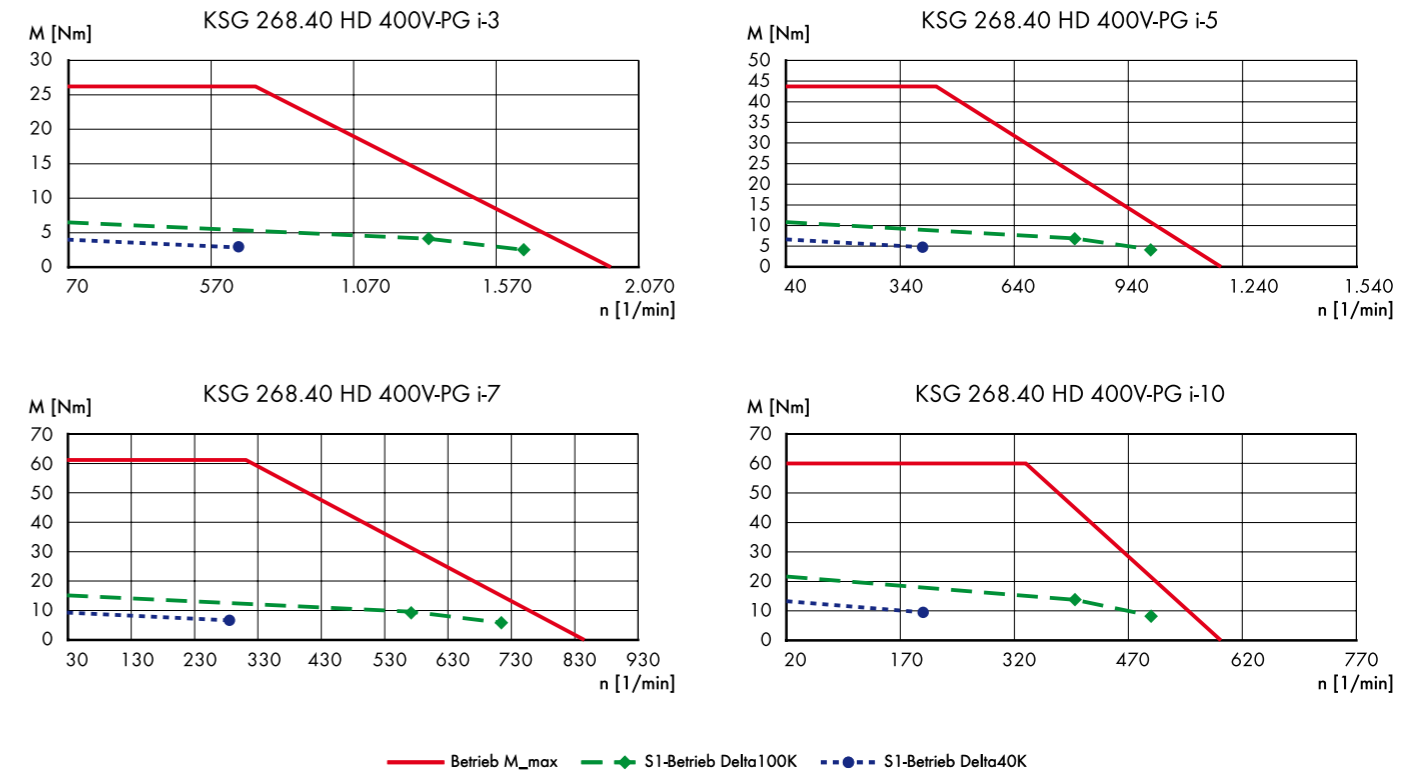 KSG 268.40 HD 400V-PG i-3
M [Nm]
30
25
20
15
10
5
0
70 570 1.070 1.570 2.070
n [1/min]
KSG 268.40 HD 400V-PG i-5
M [Nm]
50
45
40
35
30
25
20
15
10
5
0
40 340 640 940 1.240 1.540
n [1/min]
KSG 268.40 HD 400V-PG i-7
M [Nm]
70
60
50
40
30
20
10
0
30 130 230 330 430 530 630 730 830 930
n [1/min]
KSG 268.40 HD 400V-PG i-10
M [Nm]
70
60
50
40
30
20
10
0
20 170 320 470 620 770
n [1/min]
Betrieb M_max S1-Betrieb Delta100K S1-Betrieb Delta40K